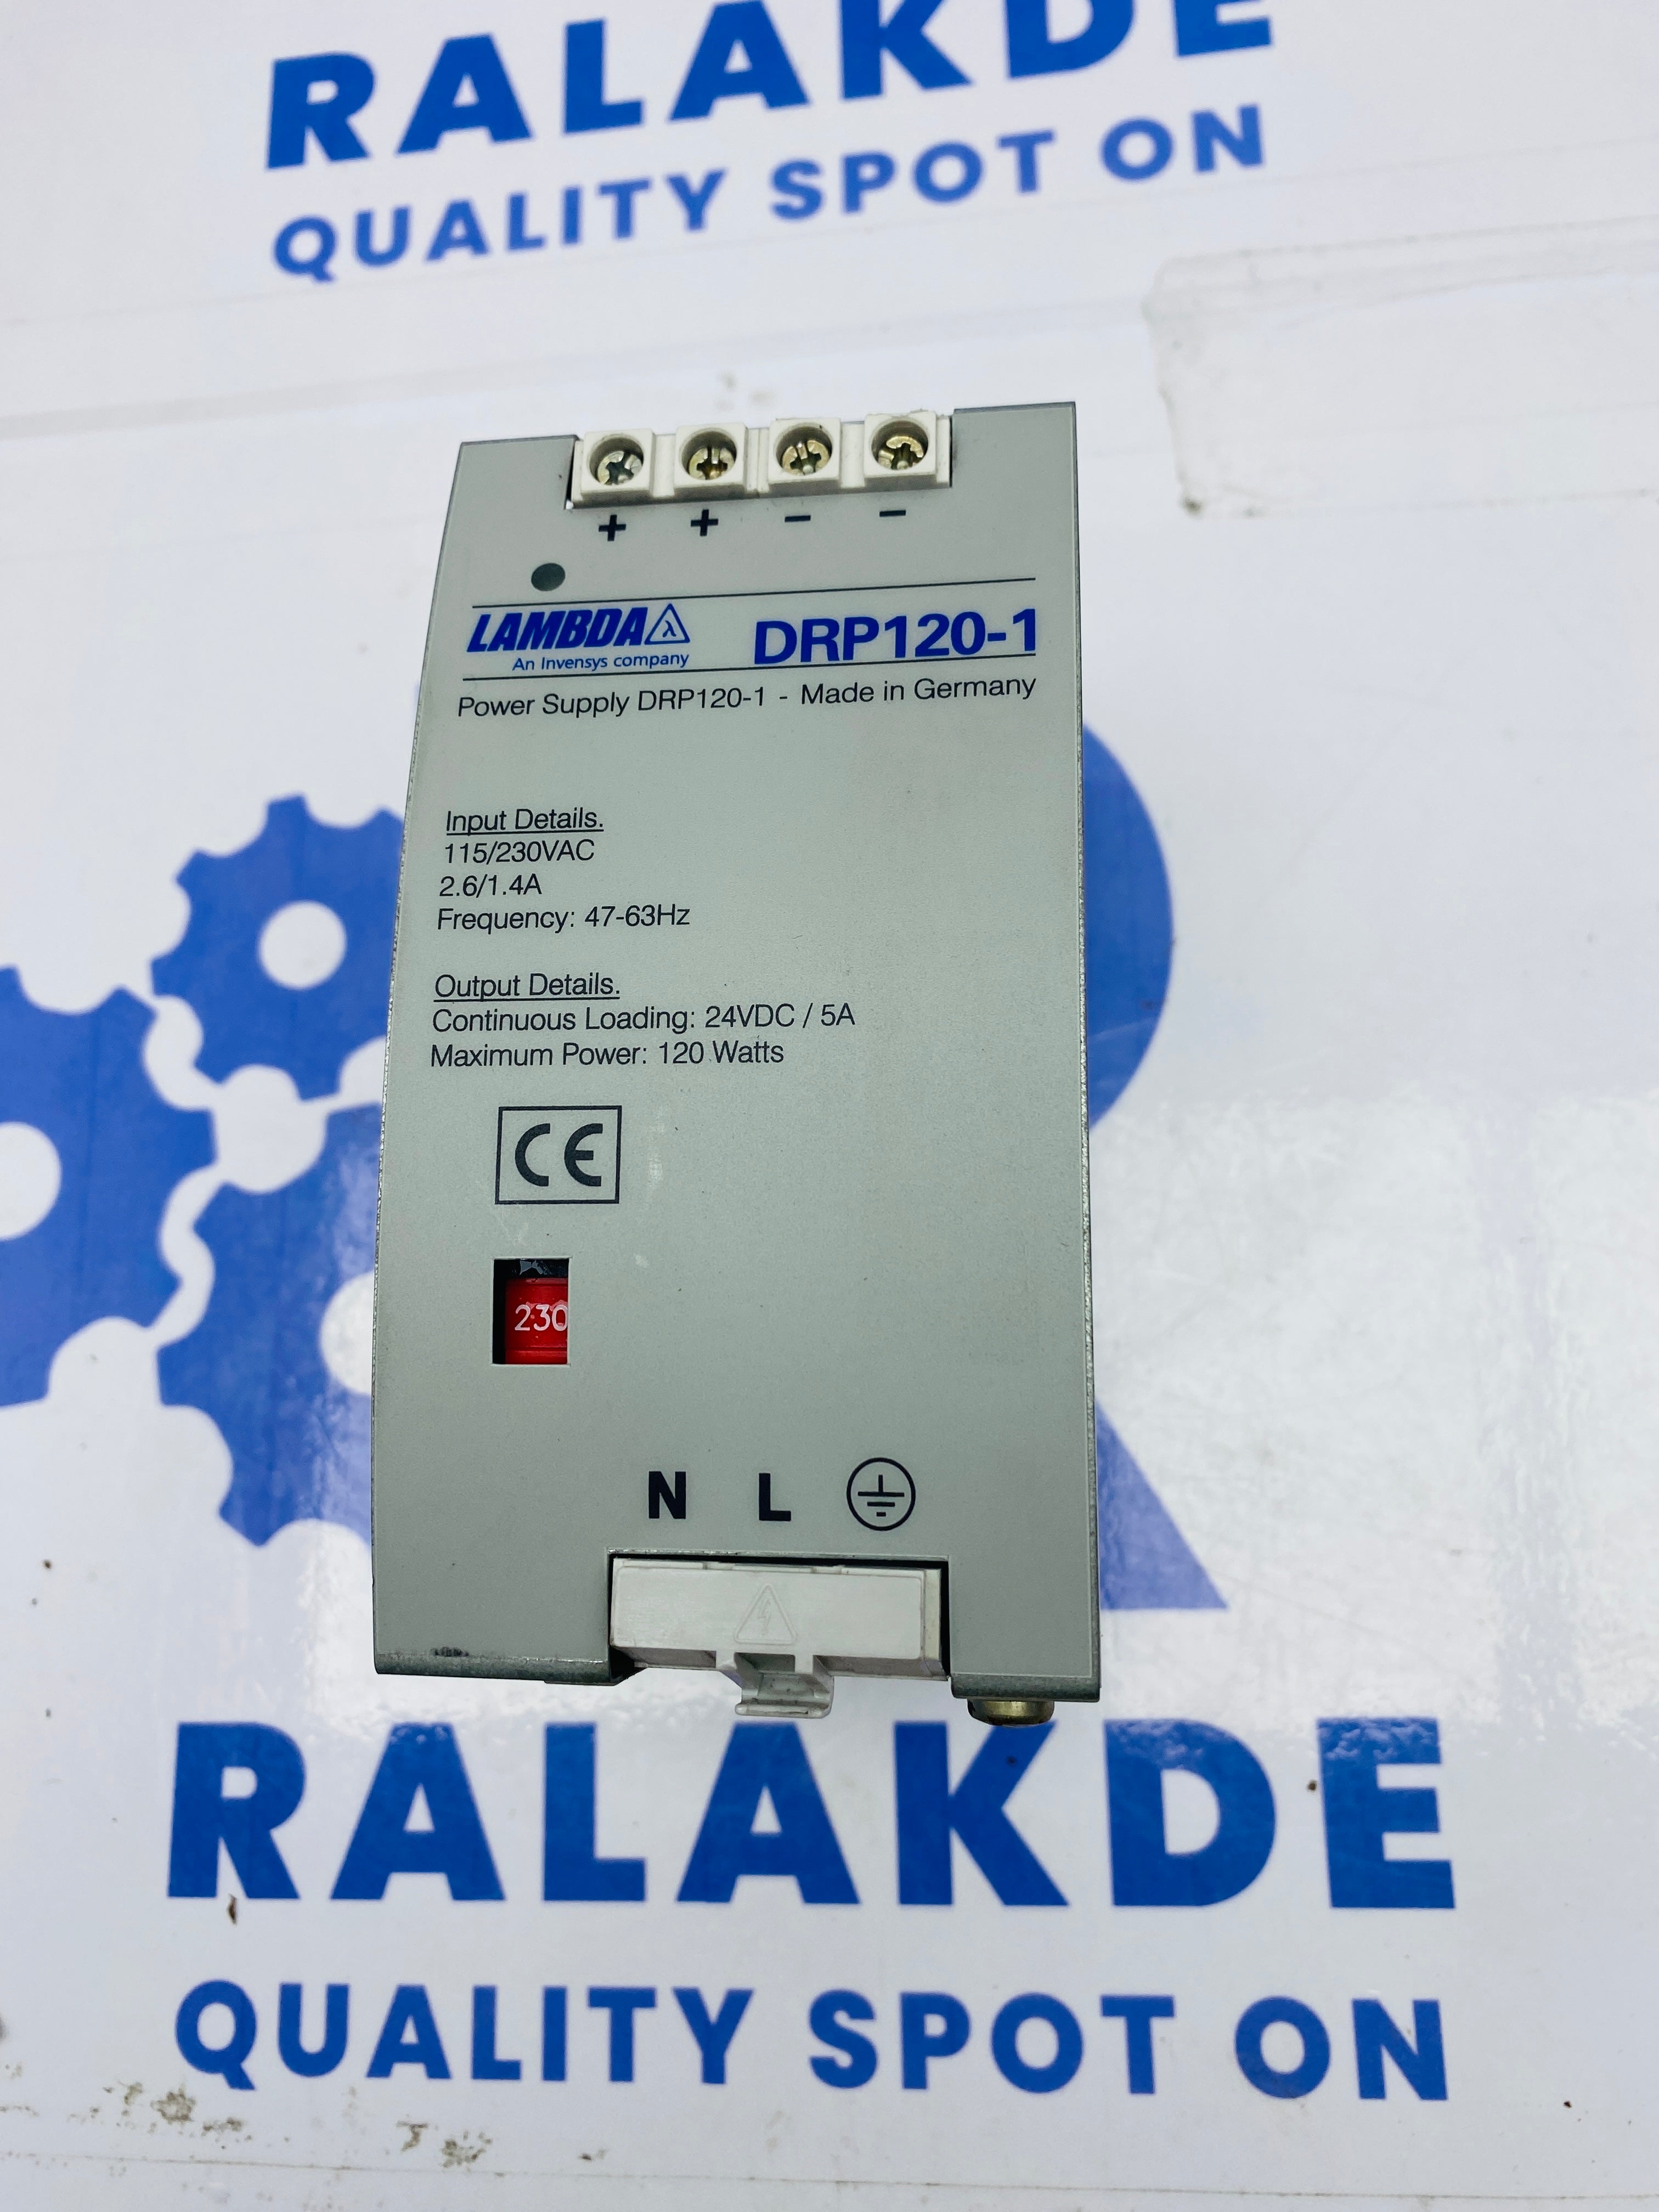 RALAKDE
QUALITY SPOT ON
+ + − −
LAMBDA λ
An Invensys company
DRP120-1
Power Supply DRP120-1 - Made in Germany
Input Details.
115/230VAC
2.6/1.4A
Frequency: 47-63Hz
Output Details.
Continuous Loading: 24VDC / 5A
Maximum Power: 120 Watts
CE
230
N L
RALAKDE
QUALITY SPOT ON